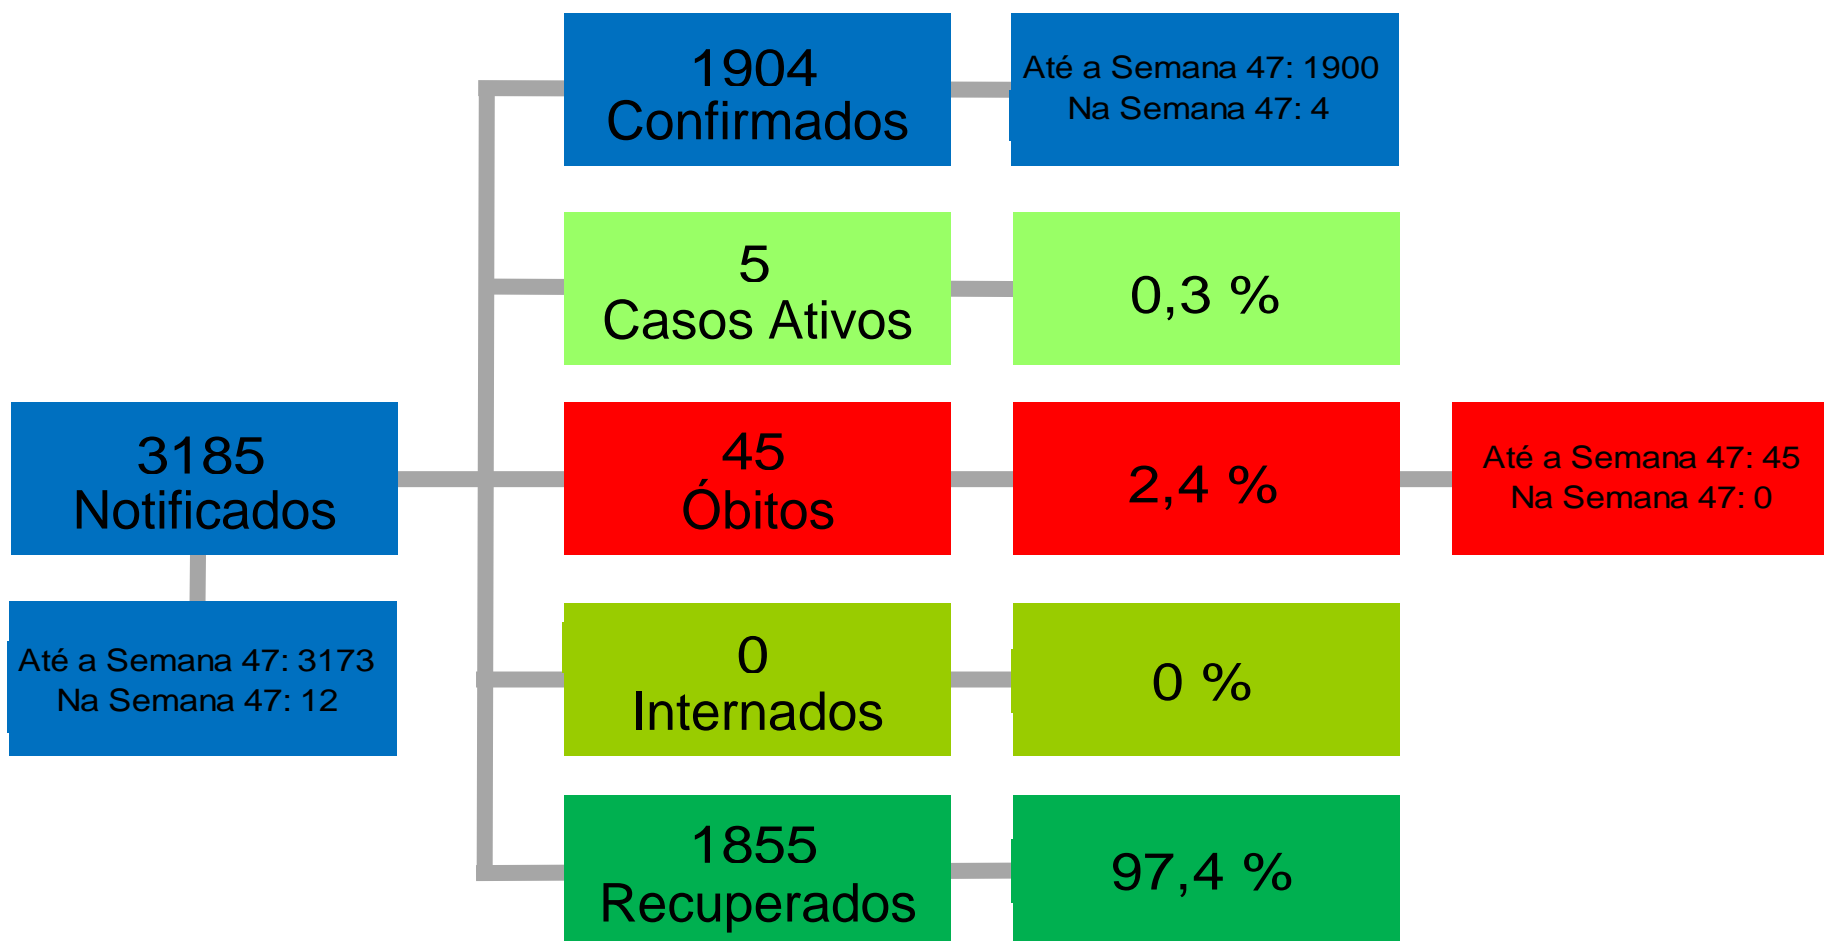 1904
Confirmados
Até a Semana 47: 1900
Na Semana 47: 4
5
Casos Ativos
0,3 %
3185
Notificados
45
Óbitos
2,4 %
Até a Semana 47: 45
Na Semana 47: 0
Até a Semana 47: 3173
Na Semana 47: 12
0
Internados
0 %
1855
Recuperados
97,4 %